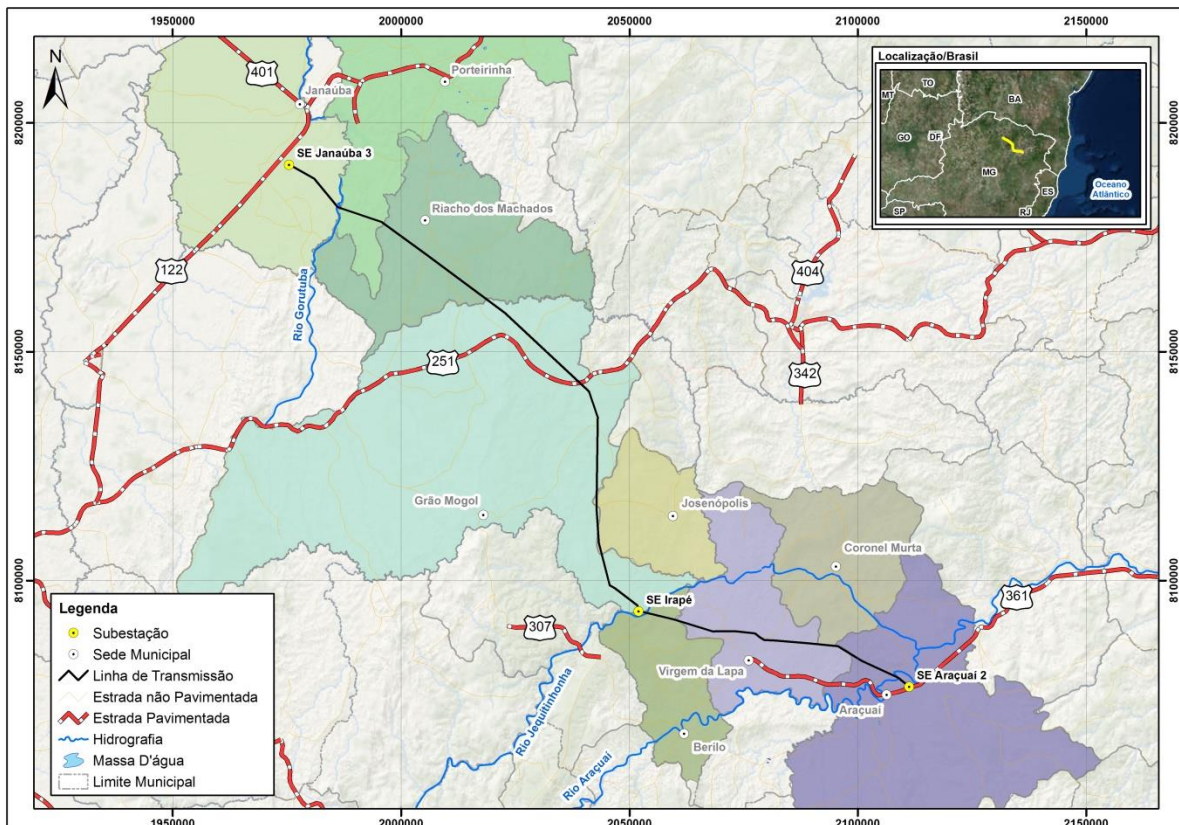 1950000
2000000
2050000
2100000
2150000
N
401
Janaúba
Porteirinha
Localização/Brasil
MT
TO
BA
GO
DF
MG
ES
SP
RJ
Oceano
Atlântico
8200000
8200000
SE Janaúba 3
Riacho dos Machados
122
Rio Gorutuba
404
251
342
8150000
8150000
Grão Mogol
Josenópolis
Coronel Murta
361
8100000
8100000
SE Irapé
307
Virgem da Lapa
SE Araçuaí 2
Araçuaí
Berilo
Rio Jequitinhonha
Rio Araçuaí
Legenda
Subestação
Sede Municipal
Linha de Transmissão
Estrada não Pavimentada
Estrada Pavimentada
Hidrografia
Massa D'água
Limite Municipal
1950000
2000000
2050000
2100000
2150000